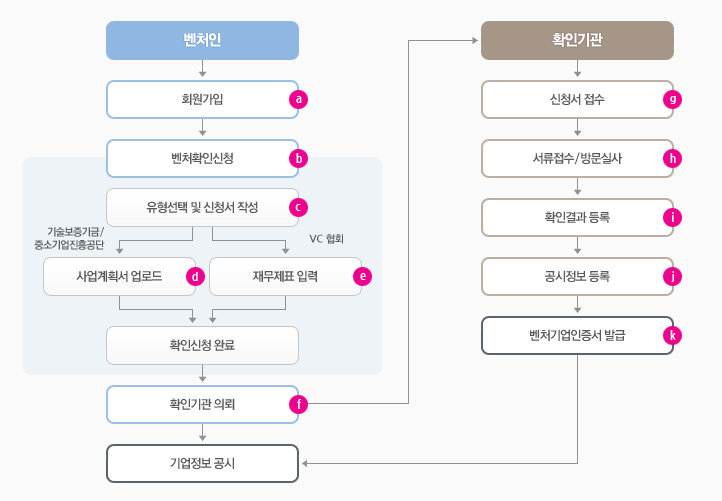 벤처인
회원가입 a
벤처확인신청 b
유형선택 및 신청서 작성 c
기술보증기금/
중소기업진흥공단
VC 협회
사업계획서 업로드 d
재무제표 입력 e
확인신청 완료
확인기관 의뢰 f
기업정보 공시
확인기관
신청서 접수 g
서류접수/방문실사 h
확인결과 등록 i
공시정보 등록 j
벤처기업인증서 발급 k